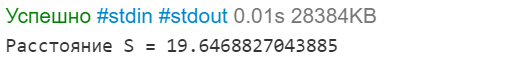 Успешно #stdin #stdout 0.01s 28384KB
Расстояние S = 19.6468827043885